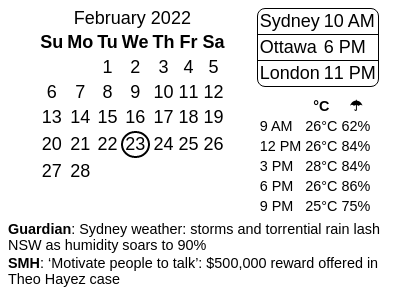 February 2022
Su Mo Tu We Th Fr Sa
1 2 3 4 5
6 7 8 9 10 11 12
13 14 15 16 17 18 19
20 21 22 23 24 25 26
27 28
Sydney 10 AM
Ottawa 6 PM
London 11 PM
°C ☂
9 AM 26°C 62%
12 PM 26°C 84%
3 PM 28°C 84%
6 PM 26°C 86%
9 PM 25°C 75%
Guardian: Sydney weather: storms and torrential rain lash
NSW as humidity soars to 90%
SMH: ‘Motivate people to talk’: $500,000 reward offered in
Theo Hayez case